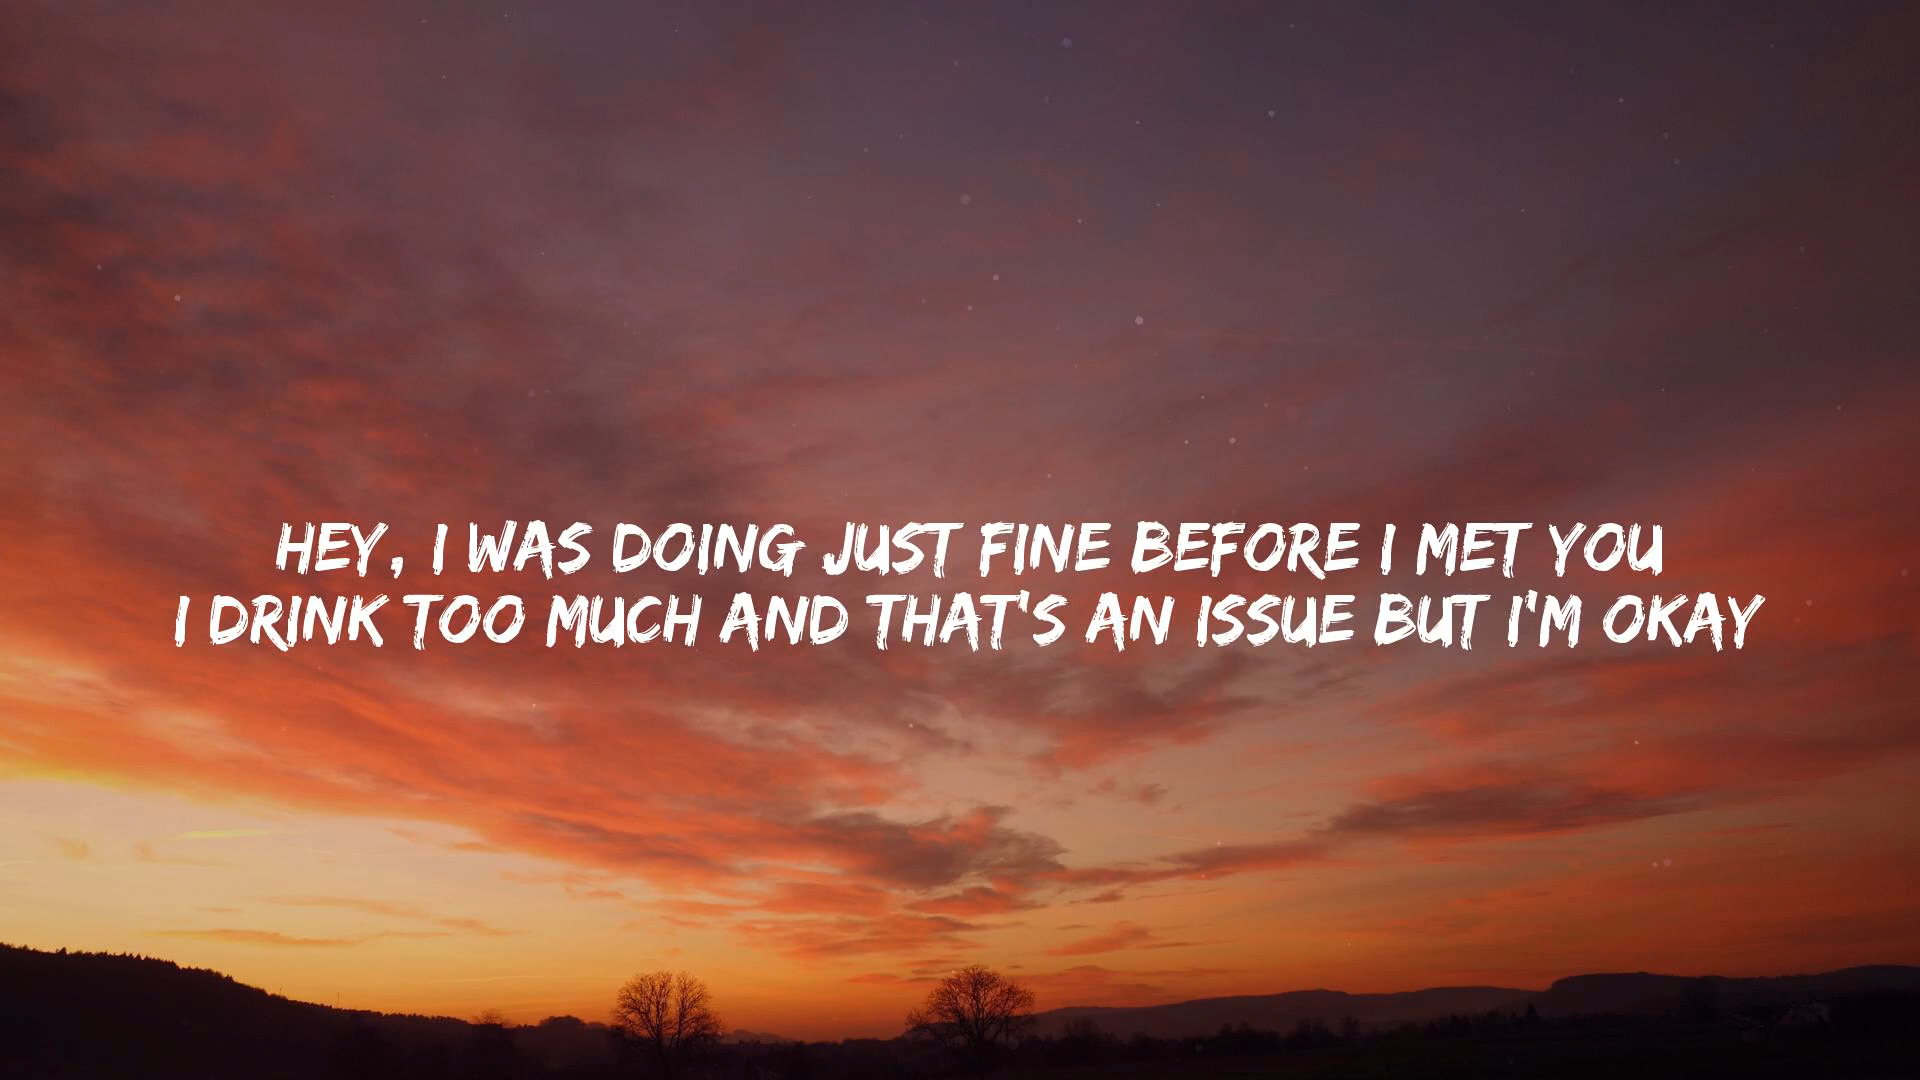 HEY, I WAS DOING JUST FINE BEFORE I MET YOU
I DRINK TOO MUCH AND THAT'S AN ISSUE BUT I'M OKAY